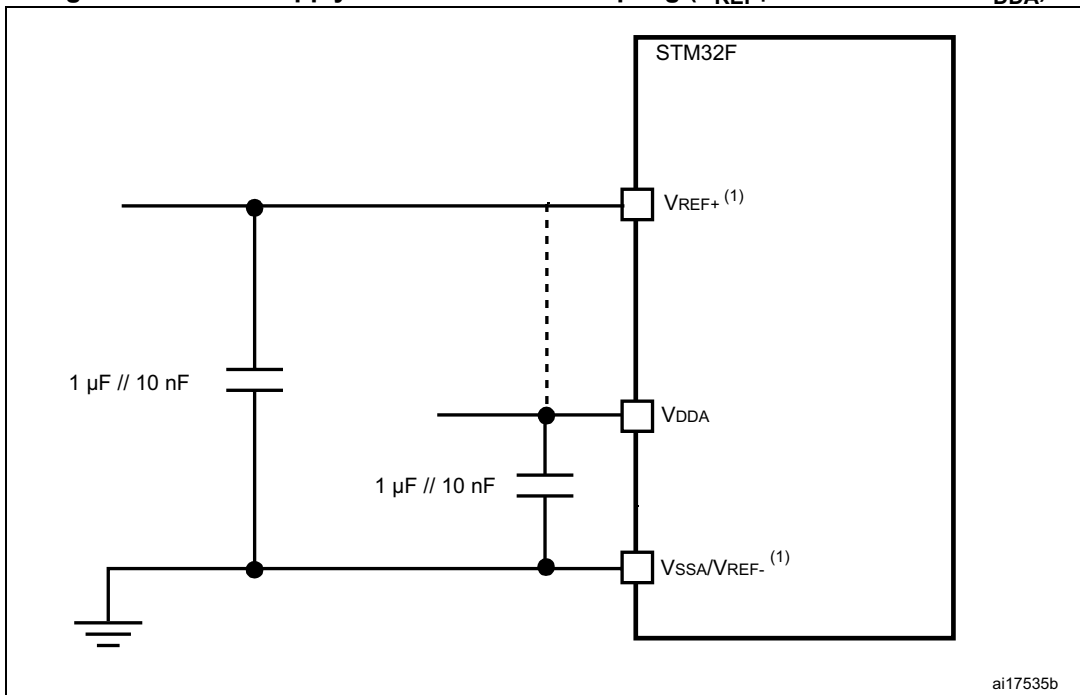 STM32F
VREF+ (1)
1 µF // 10 nF
VDDA
1 µF // 10 nF
VSSA/VREF- (1)
ai17535b